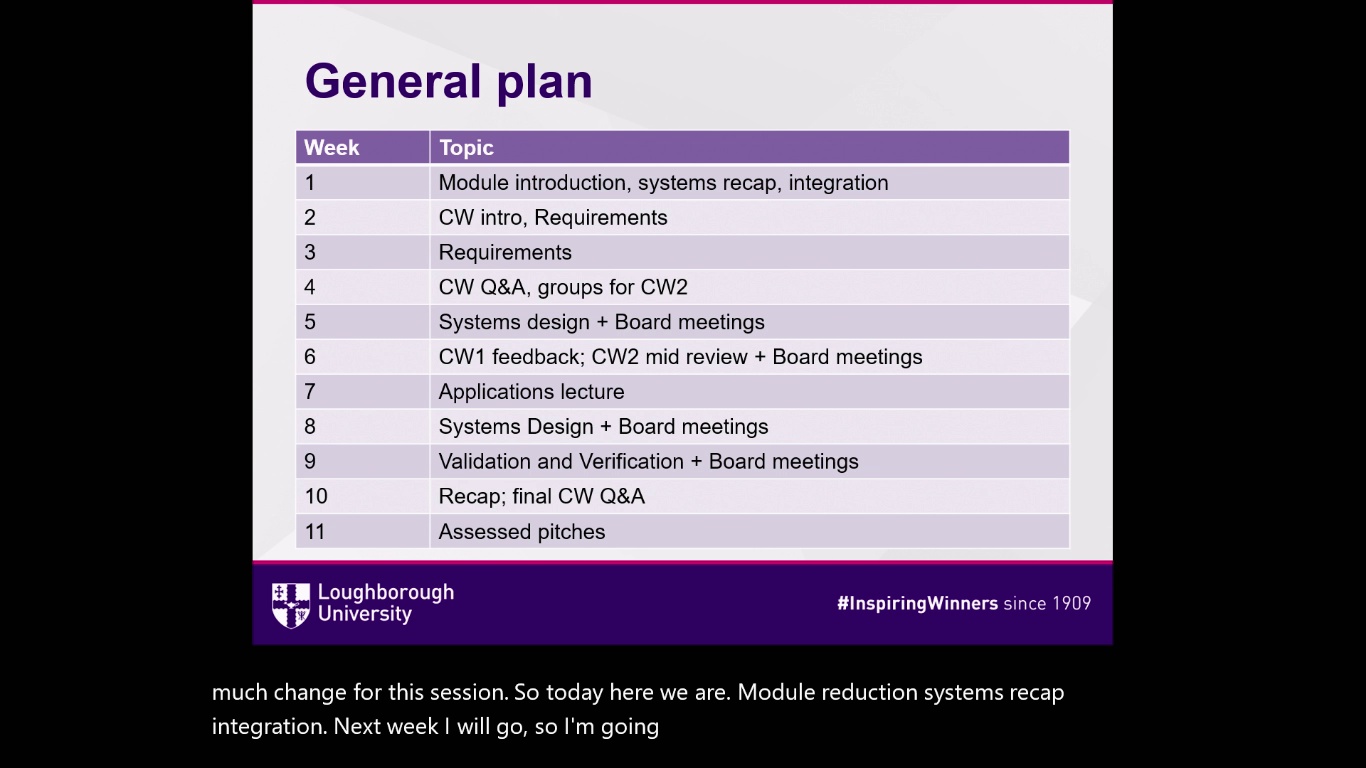 General plan
Week Topic
1 Module introduction, systems recap, integration
2 CW intro, Requirements
3 Requirements
4 CW Q&A, groups for CW2
5 Systems design + Board meetings
6 CW1 feedback; CW2 mid review + Board meetings
7 Applications lecture
8 Systems Design + Board meetings
9 Validation and Verification + Board meetings
10 Recap; final CW Q&A
11 Assessed pitches
Loughborough
University
#InspiringWinners since 1909
much change for this session. So today here we are. Module reduction systems recap
integration. Next week I will go, so I'm going